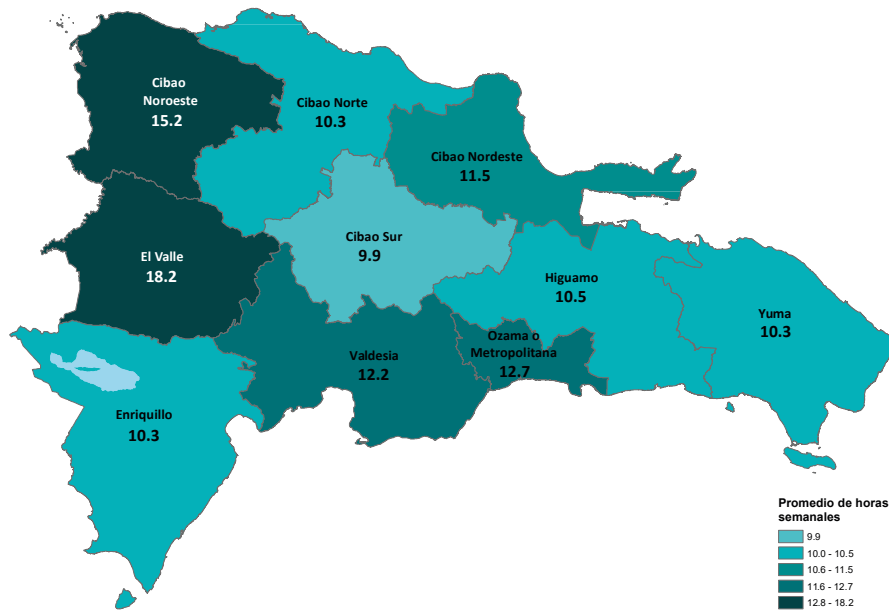 Cibao
Noroeste
15.2
Cibao Norte
10.3
Cibao Nordeste
11.5
Cibao Sur
9.9
El Valle
18.2
Higuamo
10.5
Yuma
10.3
Ozama o
Metropolitana
12.7
Valdesia
12.2
Enriquillo
10.3
Promedio de horas
semanales
9.9
10.0 - 10.5
10.6 - 11.5
11.6 - 12.7
12.8 - 18.2